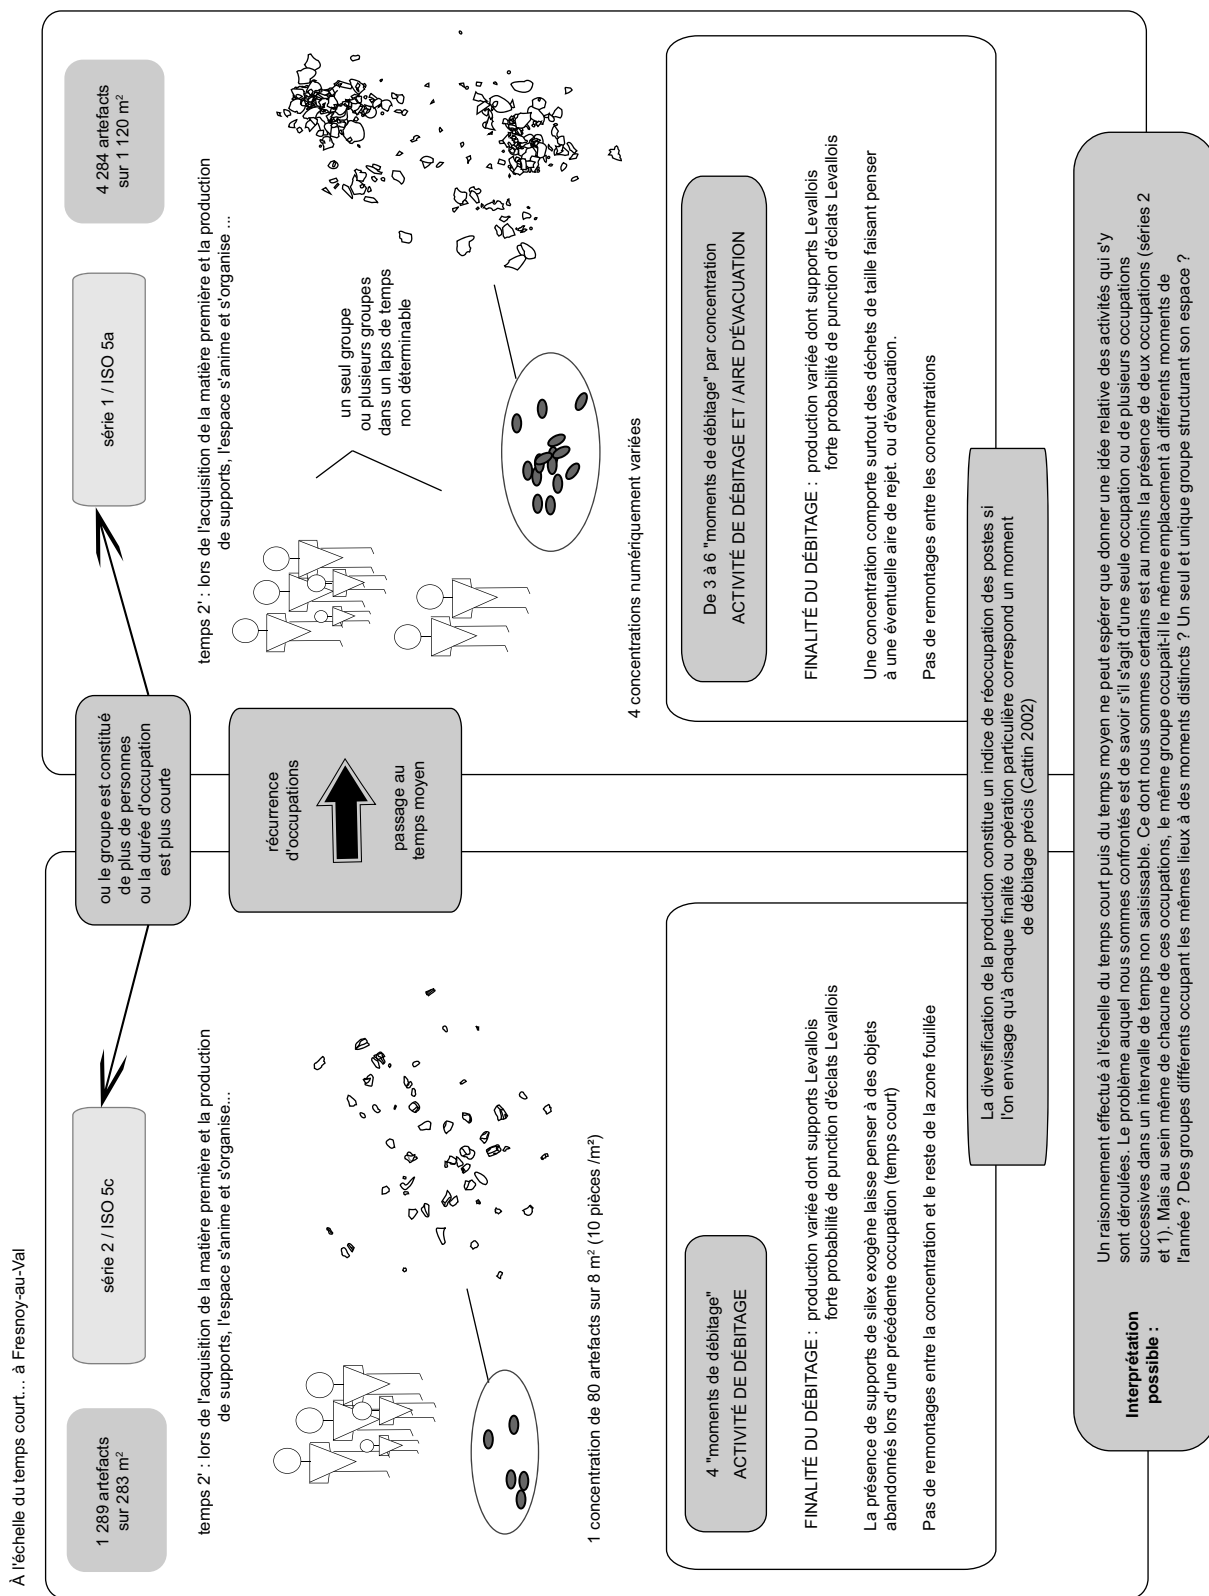 À l'échelle du temps court... à Fresnoy-au-Val
1 289 artefacts
sur 283 m²
série 2 / ISO 5c
ou le groupe est constitué
de plus de personnes
ou la durée d'occupation
est plus courte
série 1 / ISO 5a
4 284 artefacts
sur 1 120 m²
temps 2' : lors de l'acquisition de la matière première et la production
de supports, l'espace s'anime et s'organise...
récurrence
d'occupations
passage au
temps moyen
temps 2' : lors de l'acquisition de la matière première et la production
de supports, l'espace s'anime et s'organise ...
un seul groupe
ou plusieurs groupes
dans un laps de temps
non déterminable
1 concentration de 80 artefacts sur 8 m² (10 pièces /m²)
4 concentrations numériquement variées
4 "moments de débitage"
ACTIVITÉ DE DÉBITAGE
FINALITÉ DU DÉBITAGE : production variée dont supports Levallois
forte probabilité de punction d'éclats Levallois
La présence de supports de silex exogène laisse penser à des objets
abandonnés lors d'une précédente occupation (temps court)
Pas de remontages entre la concentration et le reste de la zone fouillée
De 3 à 6 "moments de débitage" par concentration
ACTIVITÉ DE DÉBITAGE ET / AIRE D'ÉVACUATION
FINALITÉ DU DÉBITAGE : production variée dont supports Levallois
forte probabilité de punction d'éclats Levallois
Une concentration comporte surtout des déchets de taille faisant penser
à une éventuelle aire de rejet. ou d'évacuation.
Pas de remontages entre les concentrations
La diversification de la production constitue un indice de réoccupation des postes si
l'on envisage qu'à chaque finalité ou opération particulière correspond un moment
de débitage précis (Cattin 2002)
Interprétation
possible :
Un raisonnement effectué à l'échelle du temps court puis du temps moyen ne peut espérer que donner une idée relative des activités qui s'y
sont déroulées. Le problème auquel nous sommes confrontés est de savoir s'il s'agit d'une seule occupation ou de plusieurs occupations
successives dans un intervalle de temps non saisissable. Ce dont nous sommes certains est au moins la présence de deux occupations (séries 2
et 1). Mais au sein même de chacune de ces occupations, le même groupe occupait-il le même emplacement à différents moments de
l'année ? Des groupes différents occupant les mêmes lieux à des moments distincts ? Un seul et unique groupe structurant son espace ?